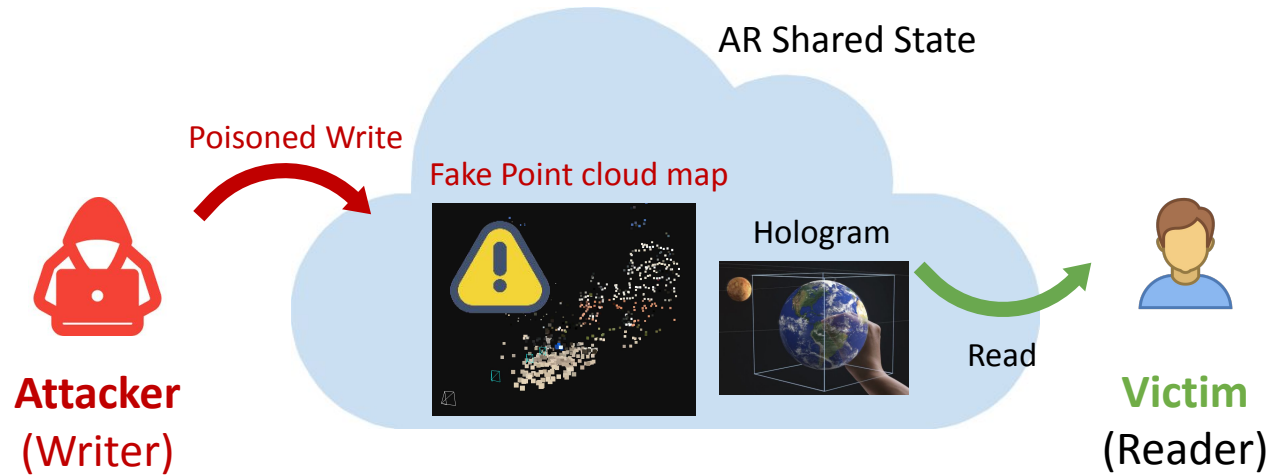 AR Shared State
Poisoned Write
Fake Point cloud map
Hologram
Read
Attacker
(Writer)
Victim
(Reader)